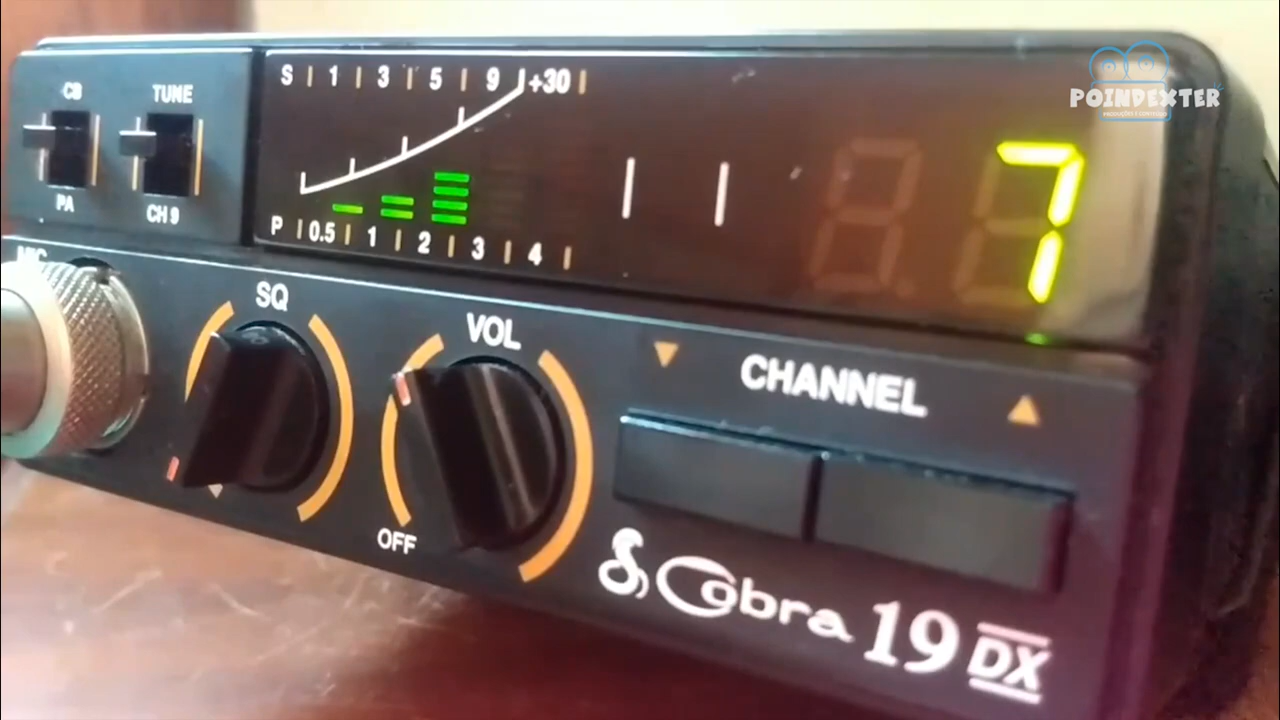 POINDEXTER
CB
TUNE
PA
CH 9
S 1 3 5 9 +30
7
P 0.5 1 2 3 4
MIC
SQ
VOL
OFF
CHANNEL
Cobra 19 DX